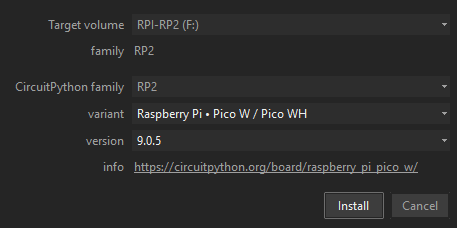 Target volume RPI-RP2 (F:)
family RP2
CircuitPython family RP2
variant Raspberry Pi • Pico W / Pico WH
version 9.0.5
info https://circuitpython.org/board/raspberry_pi_pico_w/
Install Cancel